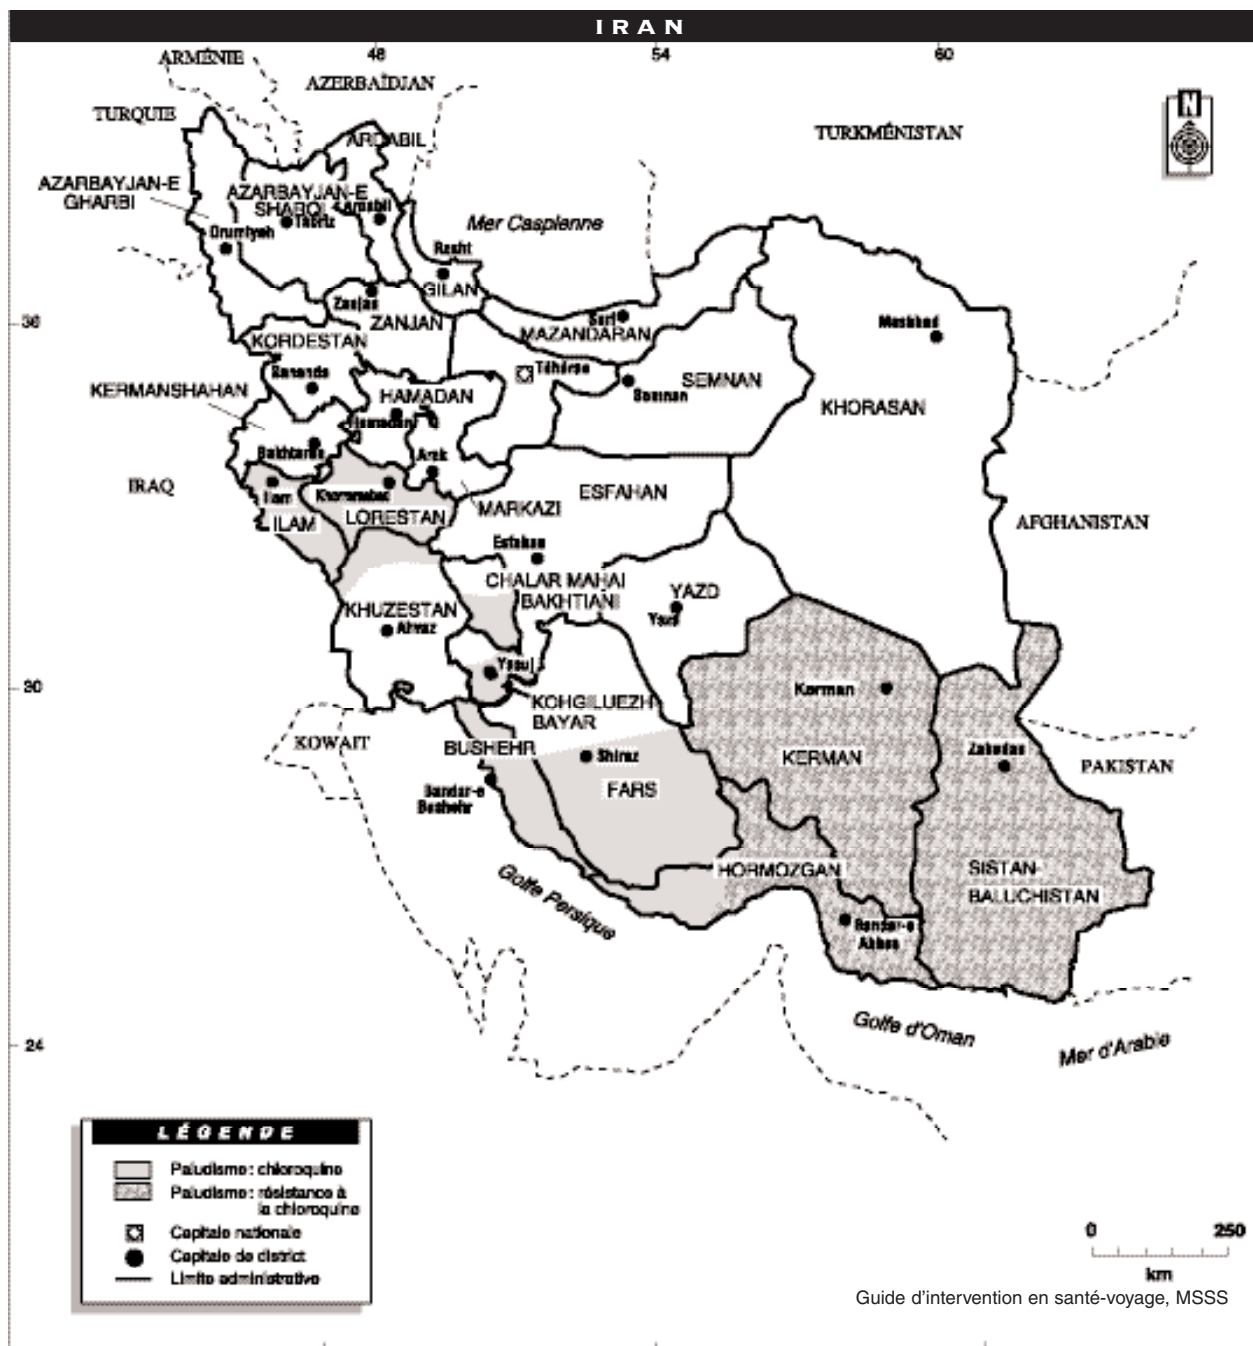 IRAN
48
54
60
ARMÉNIE
AZERBAÏDJAN
TURQUIE
TURKMÉNISTAN
N
ARDABIL
AZARBAYJAN-E
GHARBI
AZARBAYJAN-E
Tabriz
Orumiyeh
Mer Caspienne
Rasht
GILAN
Zanjan
ZANJAN
36
Sari
MAZANDARAN
Mashhad
KORDESTAN
KERMANSHAHAN
HAMADAN
Hamadan
Téhéran
Semnan
SEMNAN
KHORASAN
Bakhtaran
Arak
IRAQ
Ilam
ILAM
Khoramabad
LORESTAN
MARKAZI
ESFAHAN
AFGHANISTAN
Esfahan
CHALAR MAHAI
BAKHTIANI
YAZD
Yazd
KHUZESTAN
Ahvaz
Yasuj
30
Kerman
KOHGILUEZH
BAYAR
KOWAIT
BUSHEHR
Shiraz
KERMAN
Zahedan
PAKISTAN
Bandar-e
Bushehr
FARS
HORMOZGAN
SISTAN-
BALUCHISTAN
Golfe Persique
Bandar-e
Abbas
Golfe d'Oman
Mer d'Arabie
24
LÉGENDE
Paludisme : chloroquine
Paludisme : résistance à
la chloroquine
Capitale nationale
Capitale de district
Limite administrative
0
250
km
Guide d'intervention en santé-voyage, MSSS